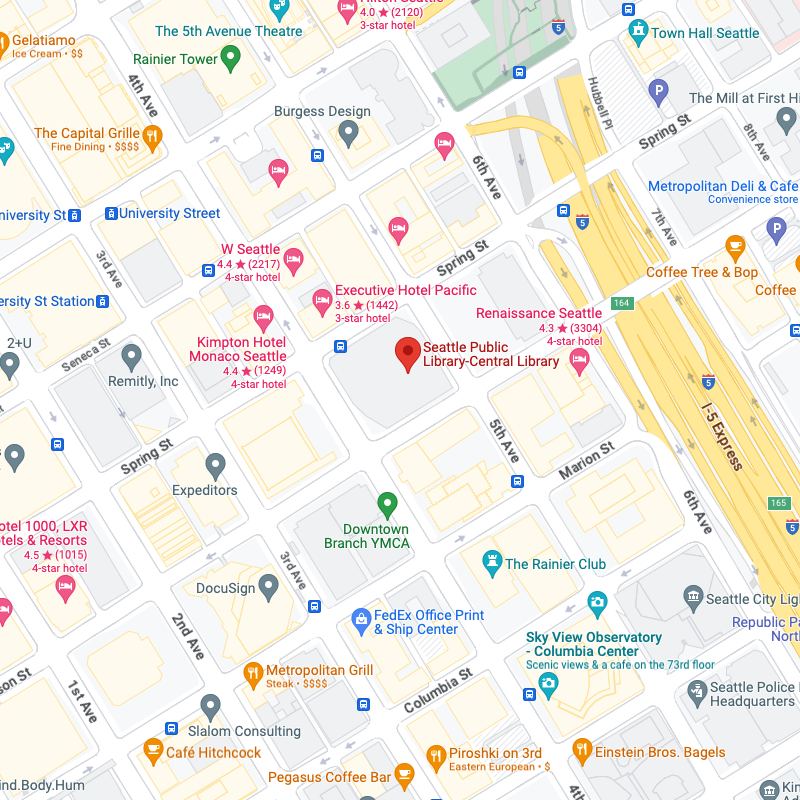 Hilton Seattle
4.0 ★ (2120)
3-star hotel
The 5th Avenue Theatre
Gelatiamo
Ice Cream • $$
Rainier Tower
5
Town Hall Seattle
4th Ave
Hubbell Pl
P
The Mill at First Hi
Burgess Design
The Capital Grille
Fine Dining • $$$$
Spring St
8th Ave
6th Ave
Metropolitan Deli & Cafe
Convenience store
niversity St
University Street
5
7th Ave
P
W Seattle
4.4 ★ (2217)
4-star hotel
3rd Ave
Spring St
Coffee Tree & Bop
Coffee
ersity St Station
Executive Hotel Pacific
3.6 ★ (1442)
3-star hotel
164
Renaissance Seattle
4.3 ★ (3304)
4-star hotel
Kimpton Hotel
Monaco Seattle
4.4 ★ (1249)
4-star hotel
Seattle Public
Library-Central Library
2+U
Seneca St
Remitly, Inc
5
I-5 Express
5th Ave
Spring St
Marion St
Expeditors
6th Ave
165
5
otel 1000, LXR
tels & Resorts
4.5 ★ (1015)
4-star hotel
Downtown
Branch YMCA
3rd Ave
The Rainier Club
DocuSign
Seattle City Lig
FedEx Office Print
& Ship Center
2nd Ave
Republic Pa
North
Sky View Observatory
- Columbia Center
Scenic views & a cafe on the 73rd floor
Metropolitan Grill
Steak • $$$$
son St
1st Ave
Columbia St
Seattle Police
Headquarters
Slalom Consulting
Café Hitchcock
Piroshki on 3rd
Eastern European • $
Einstein Bros. Bagels
Pegasus Coffee Bar
ind.Body.Hum
4th
Kin
Ad